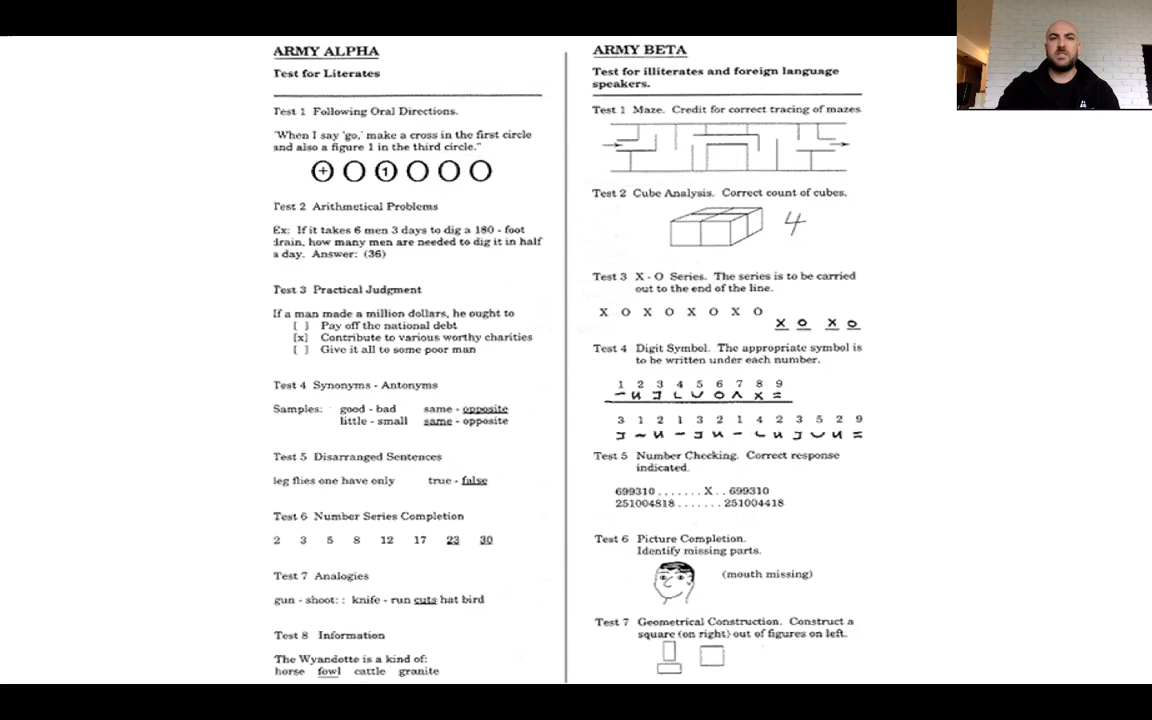 ARMY ALPHA
Test for Literates
Test 1 Following Oral Directions.
"When I say 'go,' make a cross in the first circle
and also a figure 1 in the third circle."
+ 1
Test 2 Arithmetical Problems
Ex: If it takes 6 men 3 days to dig a 180 - foot
drain, how many men are needed to dig it in half
a day. Answer: (36)
Test 3 Practical Judgment
If a man made a million dollars, he ought to
[ ] Pay off the national debt
[x] Contribute to various worthy charities
[ ] Give it all to some poor man
Test 4 Synonyms - Antonyms
Samples: good - bad same - opposite
little - small same - opposite
Test 5 Disarranged Sentences
leg flies one have only true - false
Test 6 Number Series Completion
2 3 5 8 12 17 23 30
Test 7 Analogies
gun - shoot: : knife - run cuts hat bird
Test 8 Information
The Wyandotte is a kind of:
horse fowl cattle granite
ARMY BETA
Test for illiterates and foreign language
speakers.
Test 1 Maze. Credit for correct tracing of mazes
Test 2 Cube Analysis. Correct count of cubes.
4
Test 3 X - O Series. The series is to be carried
out to the end of the line.
X O X O X O X O
X O X O
Test 4 Digit Symbol. The appropriate symbol is
to be written under each number.
1 2 3 4 5 6 7 8 9
3 1 2 1 3 2 1 4 2 3 5 2 9
Test 5 Number Checking. Correct response
indicated.
699310 . . . . . . . X . . 699310
251004818 . . . . . . . 251004418
Test 6 Picture Completion.
Identify missing parts.
(mouth missing)
Test 7 Geometrical Construction. Construct a
square (on right) out of figures on left.